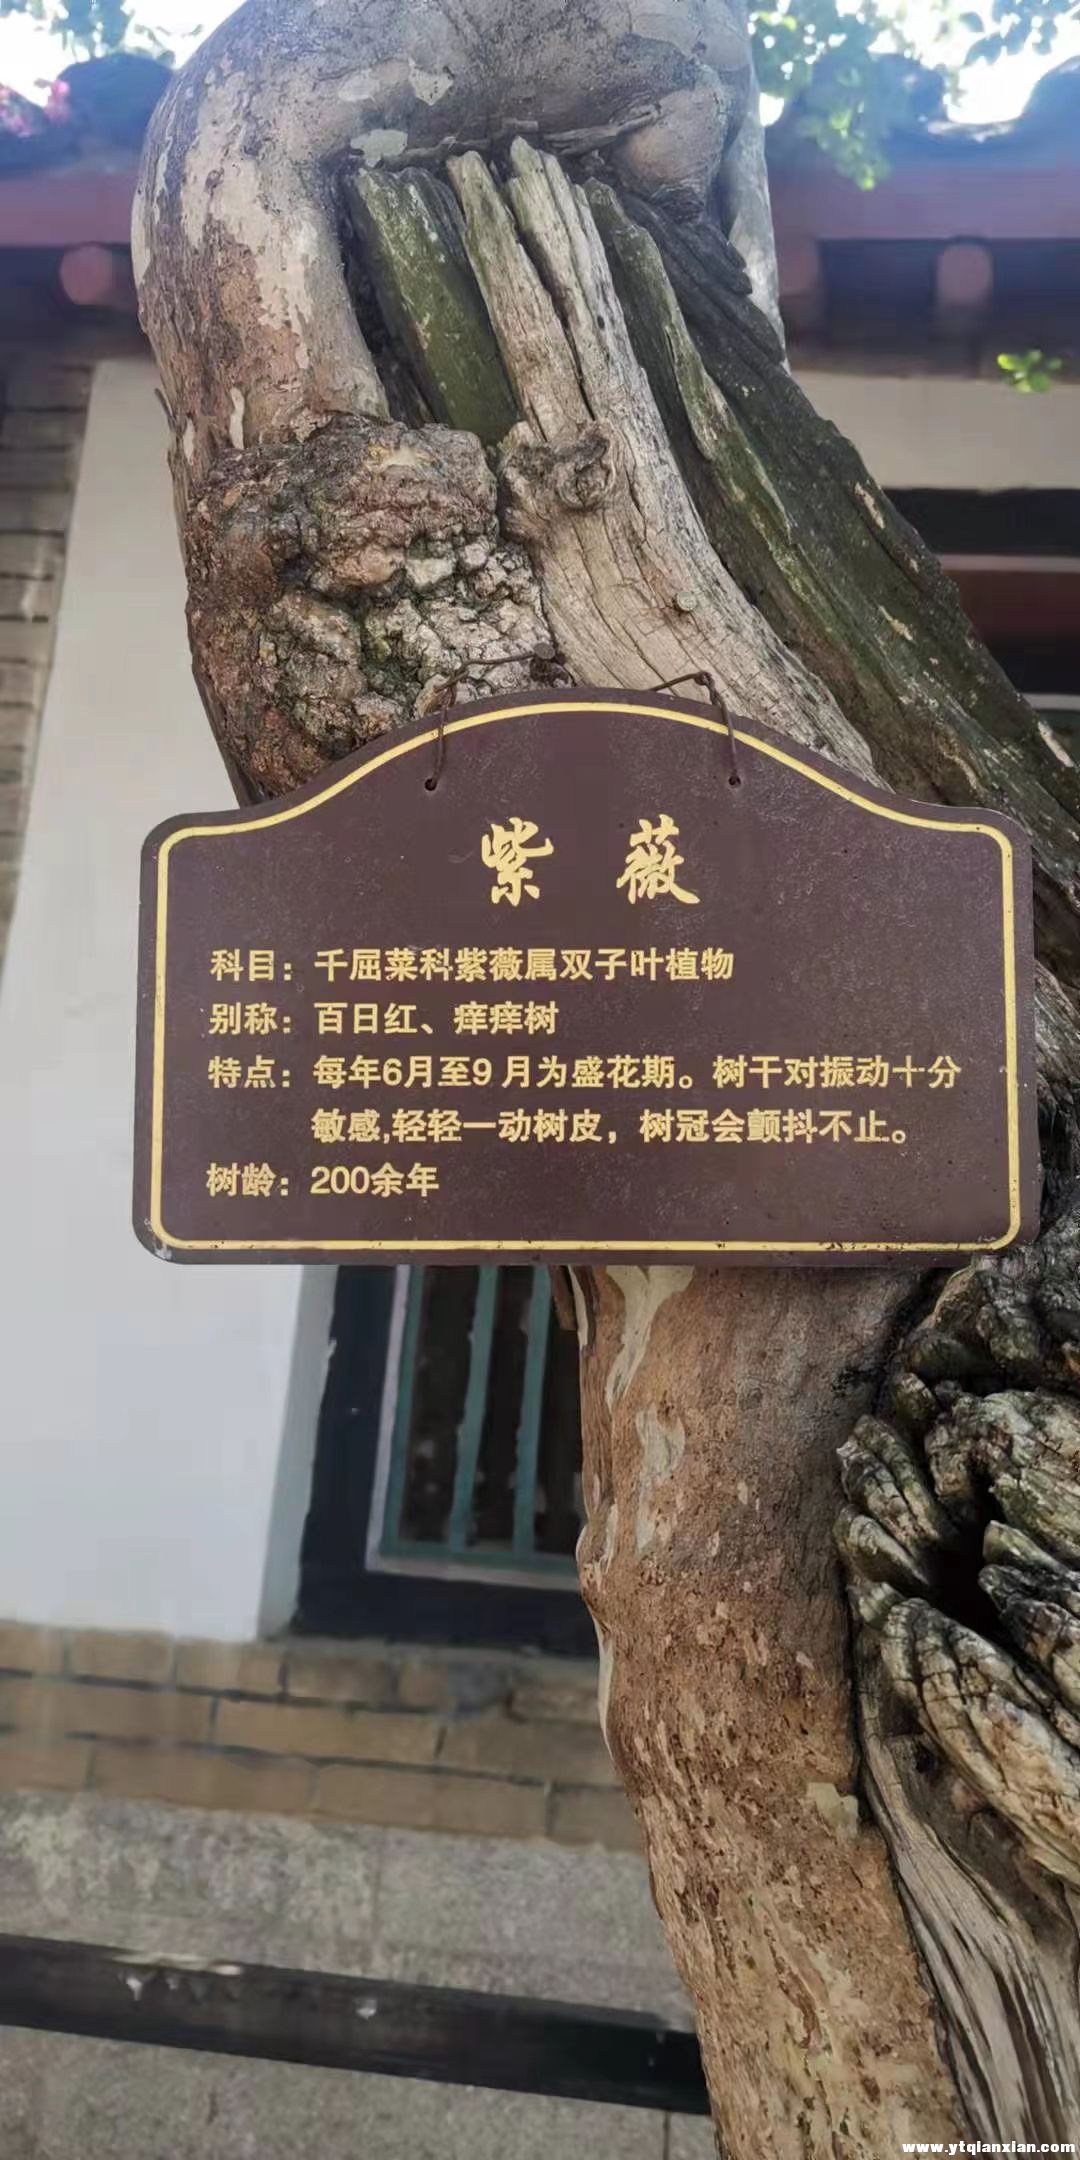 紫薇
科目：千屈菜科紫薇属双子叶植物
别称：百日红、痒痒树
特点：每年6月至9月为盛花期。树干对振动十分
敏感,轻轻一动树皮，树冠会颤抖不止。
树龄：200余年
www.ytqianxian.com